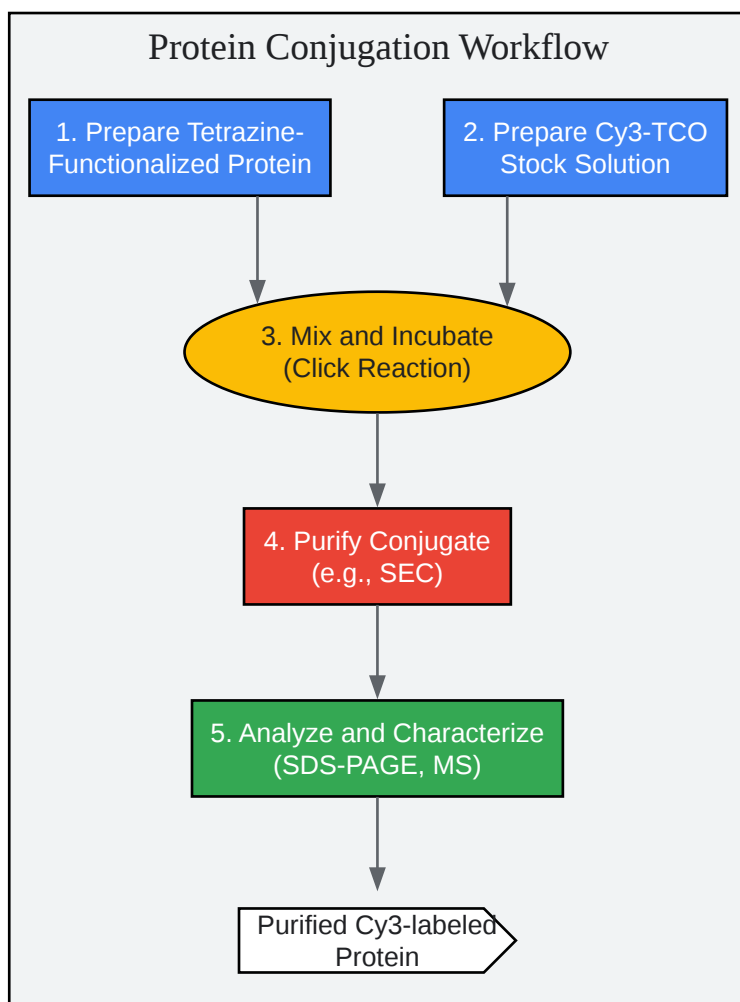 Protein Conjugation Workflow
1. Prepare Tetrazine-
Functionalized Protein
2. Prepare Cy3-TCO
Stock Solution
3. Mix and Incubate
(Click Reaction)
4. Purify Conjugate
(e.g., SEC)
5. Analyze and Characterize
(SDS-PAGE, MS)
Purified Cy3-labeled
Protein